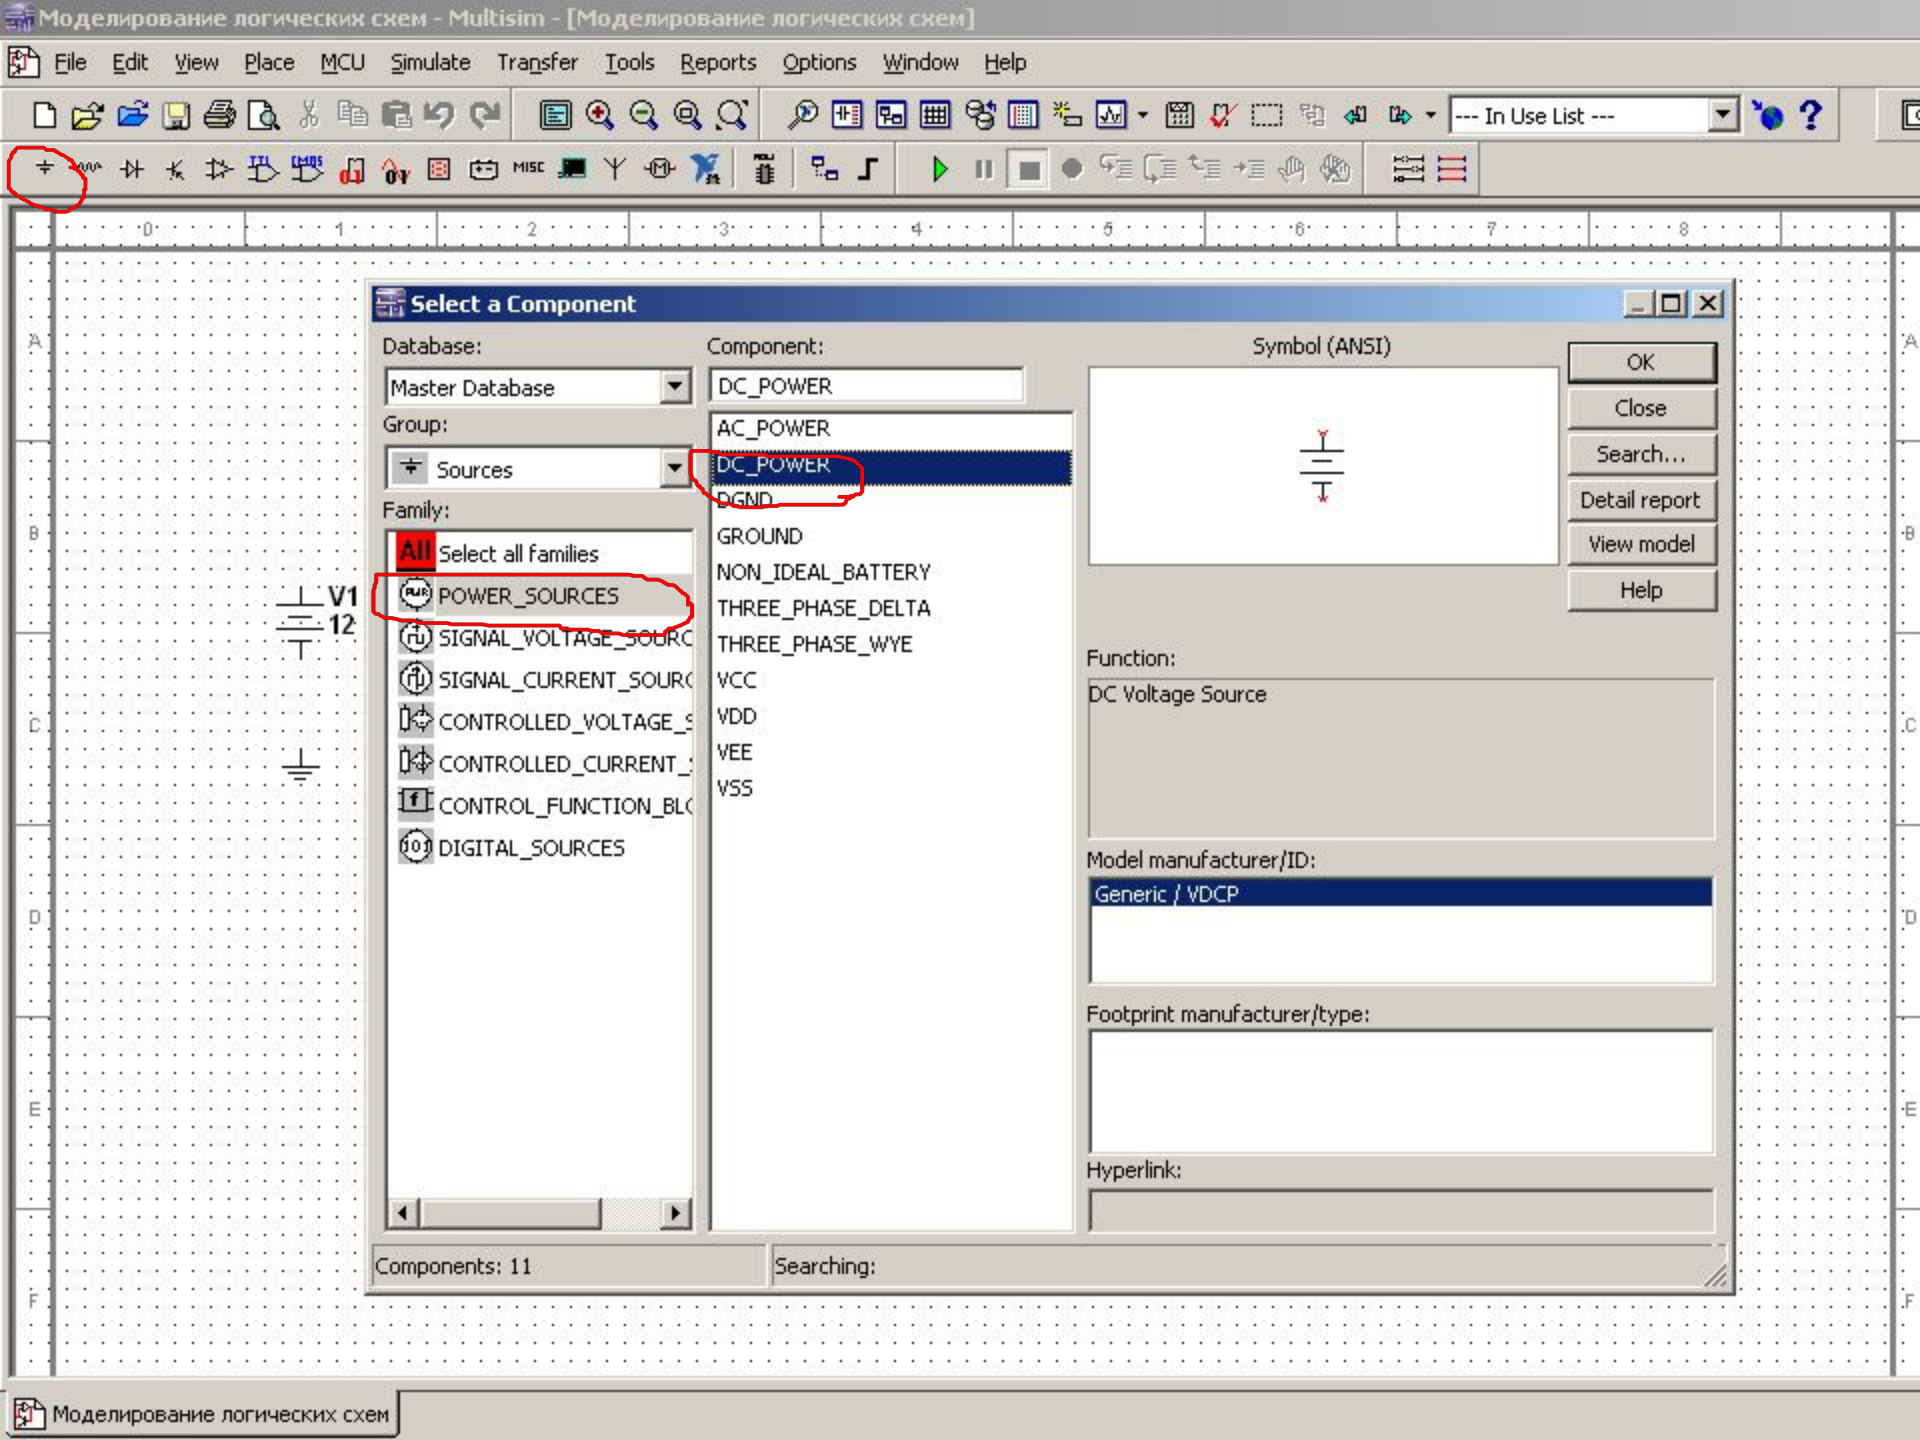 Моделирование логических схем - Multisim - [Моделирование логических схем]
File Edit View Place MCU Simulate Transfer Tools Reports Options Window Help
--- In Use List ---
TTL CMOS MISC
0 1 2 3 4 5 6 7 8
Select a Component
Database:
Master Database
Group:
Sources
Family:
All Select all families
POWER_SOURCES
SIGNAL_VOLTAGE_SOURC
SIGNAL_CURRENT_SOURC
CONTROLLED_VOLTAGE_S
CONTROLLED_CURRENT_
CONTROL_FUNCTION_BLO
DIGITAL_SOURCES
Component:
DC_POWER
AC_POWER
DC_POWER
DGND
GROUND
NON_IDEAL_BATTERY
THREE_PHASE_DELTA
THREE_PHASE_WYE
VCC
VDD
VEE
VSS
Symbol (ANSI)
OK
Close
Search...
Detail report
View model
Help
Function:
DC Voltage Source
Model manufacturer/ID:
Generic / VDCP
Footprint manufacturer/type:
Hyperlink:
Components: 11
Searching:
V1
12
A A
B B
C C
D D
E E
F F
Моделирование логических схем